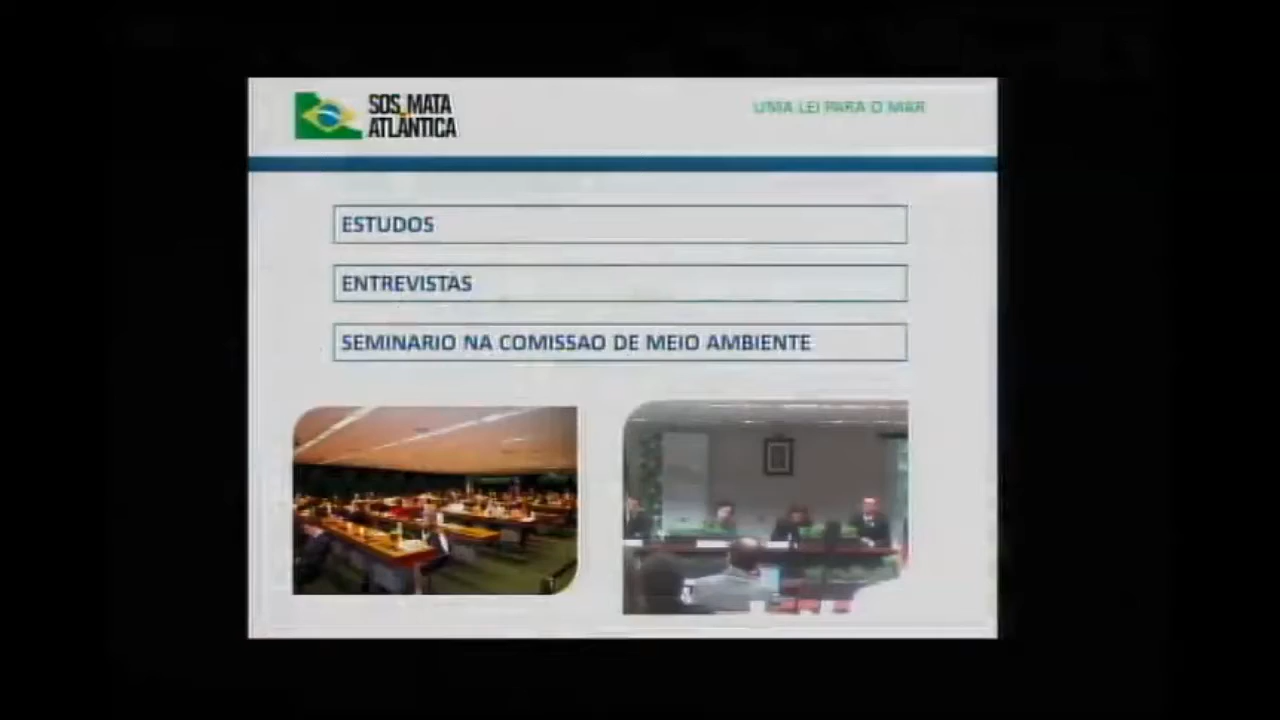 SOS MATA
ATLÂNTICA
UMA LEI PARA O MAR
ESTUDOS
ENTREVISTAS
SEMINARIO NA COMISSAO DE MEIO AMBIENTE